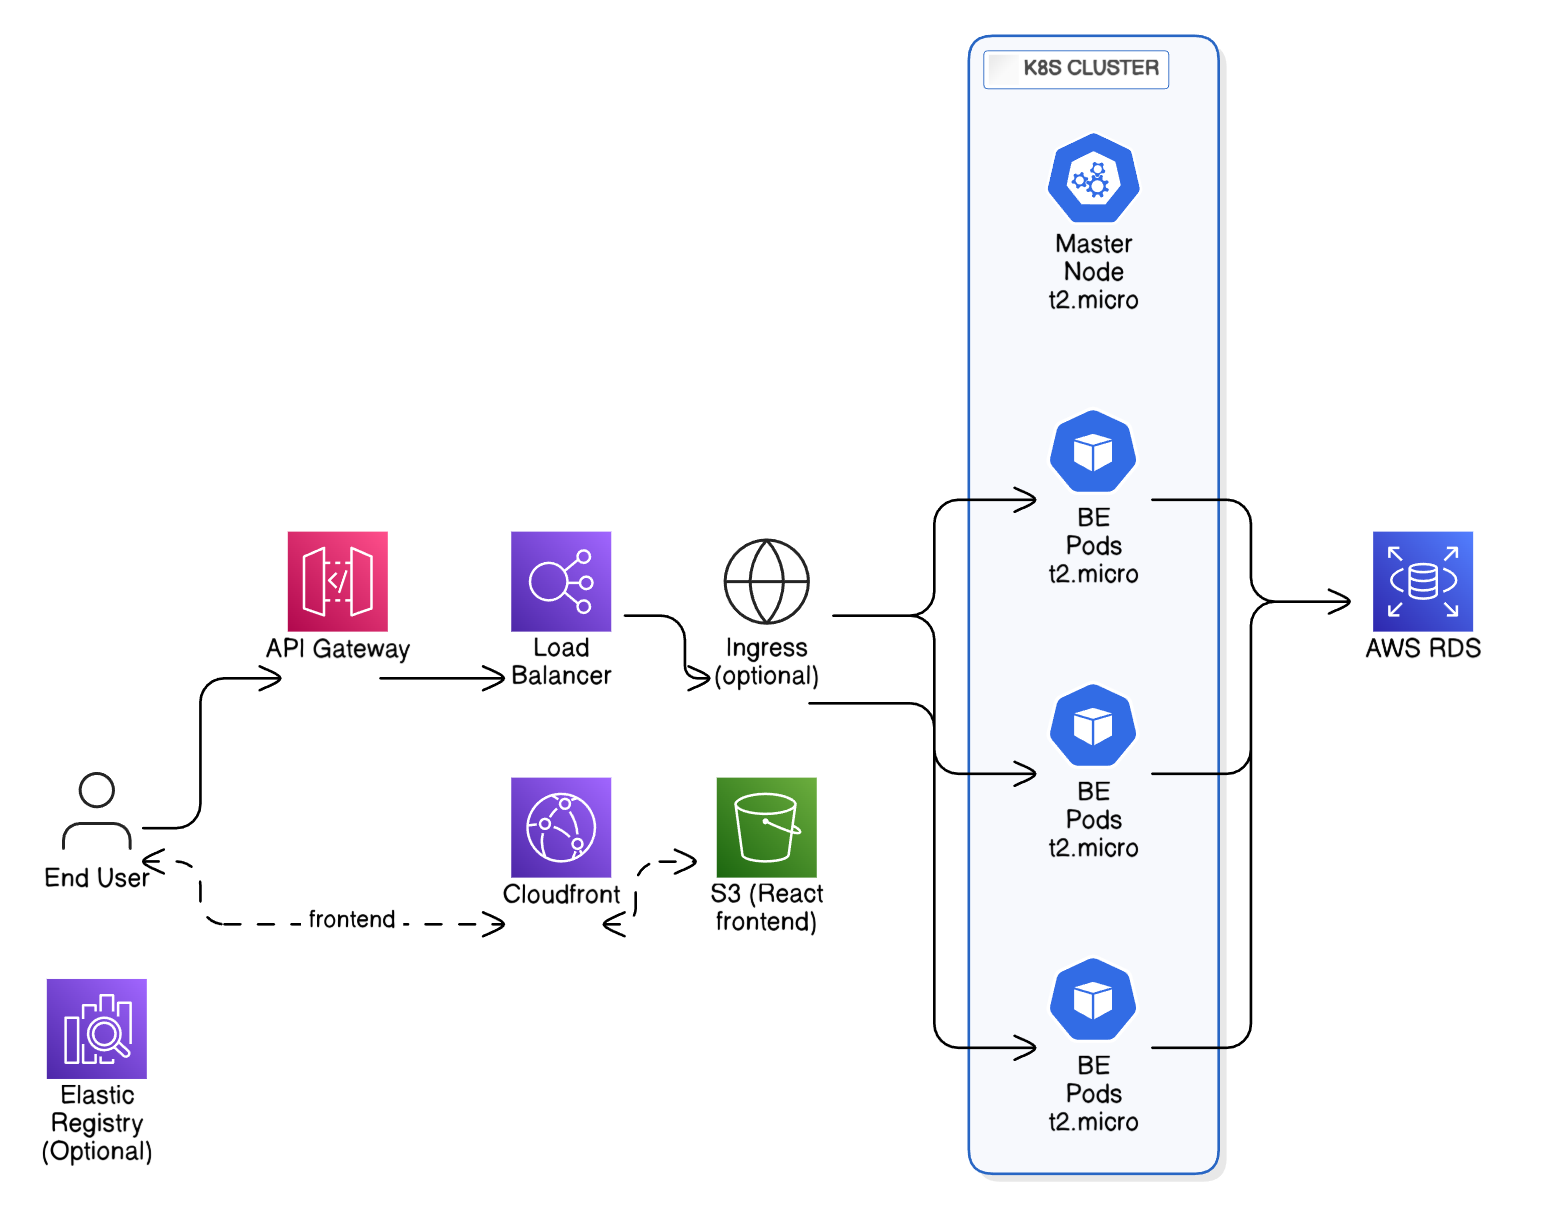 K8S CLUSTER
Master
Node
t2.micro
BE
Pods
t2.micro
API Gateway
Load
Balancer
Ingress
(optional)
AWS RDS
BE
Pods
t2.micro
End User
Cloudfront
S3 (React
frontend)
frontend
BE
Pods
t2.micro
Elastic
Registry
(Optional)